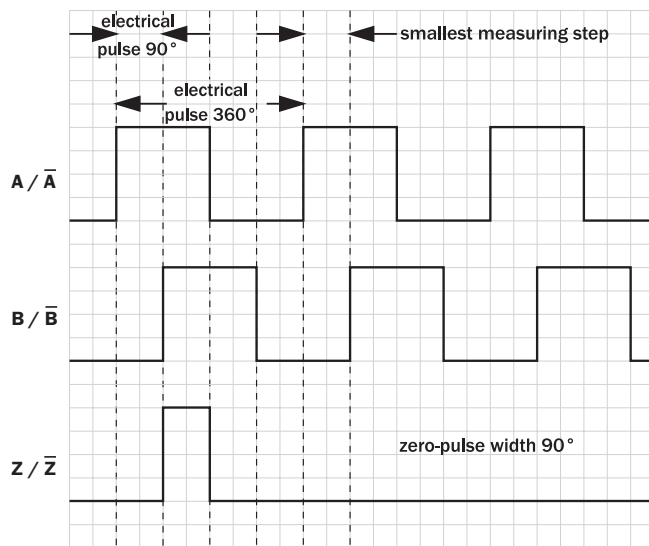 electrical
pulse 90°
smallest measuring step
electrical
pulse 360°
A / A̅
B / B̅
Z / Z̅
zero-pulse width 90°